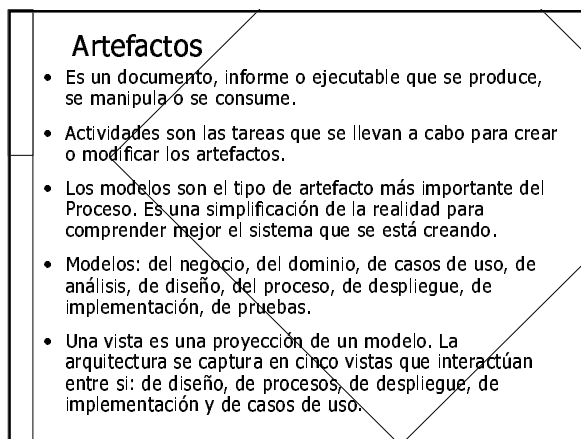 Artefactos
• Es un documento, informe o ejecutable que se produce,
se manipula o se consume.
• Actividades son las tareas que se llevan a cabo para crear
o modificar los artefactos.
• Los modelos son el tipo de artefacto más importante del
Proceso. Es una simplificación de la realidad para
comprender mejor el sistema que se está creando.
• Modelos: del negocio, del dominio, de casos de uso, de
análisis, de diseño, del proceso, de despliegue, de
implementación, de pruebas.
• Una vista es una proyección de un modelo. La
arquitectura se captura en cinco vistas que interactúan
entre si: de diseño, de procesos, de despliegue, de
implementación y de casos de uso.